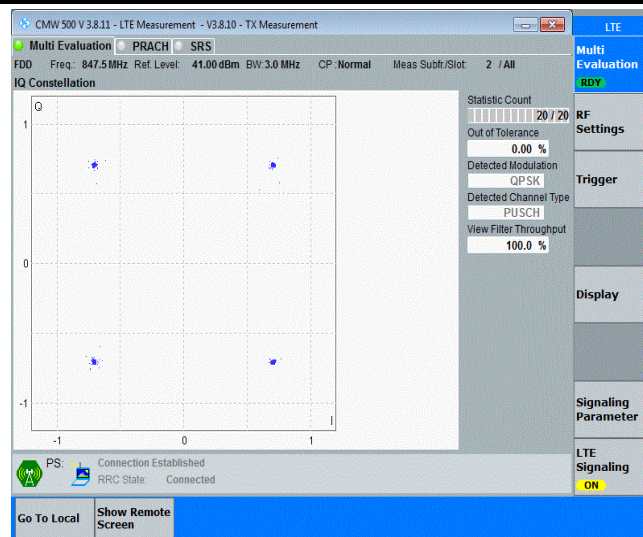 CMW 500 V 3.8.11 - LTE Measurement - V3.8.10 - TX Measurement
LTE
Multi Evaluation PRACH SRS
Multi
Evaluation
RDY
FDD Freq.: 847.5 MHz Ref. Level: 41.00 dBm BW: 3.0 MHz CP : Normal Meas Subfr./Slot: 2 / All
IQ Constellation
Q
1
0
-1
-1
0
1
I
Statistic Count
20 / 20
Out of Tolerance
0.00 %
Detected Modulation
QPSK
Detected Channel Type
PUSCH
View Filter Throughput
100.0 %
RF
Settings
Trigger
Display
Signaling
Parameter
LTE
Signaling
ON
PS: Connection Established
RRC State: Connected
Go To Local
Show Remote
Screen